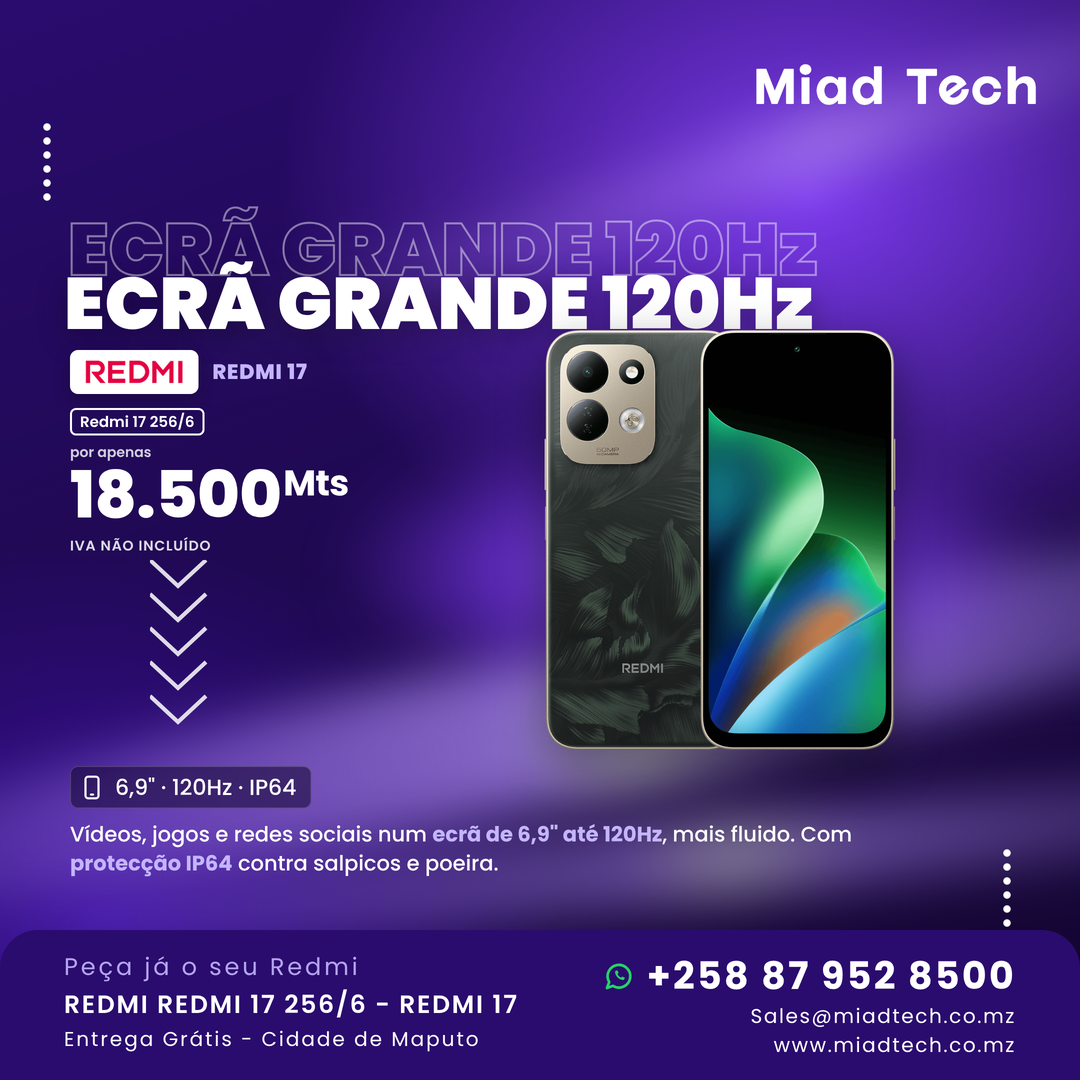 Miad Tech
ECRÃ GRANDE 120Hz
ECRÃ GRANDE 120Hz
REDMI REDMI 17
Redmi 17 256/6
por apenas
18.500 Mts
IVA NÃO INCLUÍDO
50MP
REDMI
6,9" · 120Hz · IP64
Vídeos, jogos e redes sociais num ecrã de 6,9" até 120Hz, mais fluido. Com
protecção IP64 contra salpicos e poeira.
Peça já o seu Redmi
REDMI REDMI 17 256/6 - REDMI 17
Entrega Grátis - Cidade de Maputo
+258 87 952 8500
Sales@miadtech.co.mz
www.miadtech.co.mz